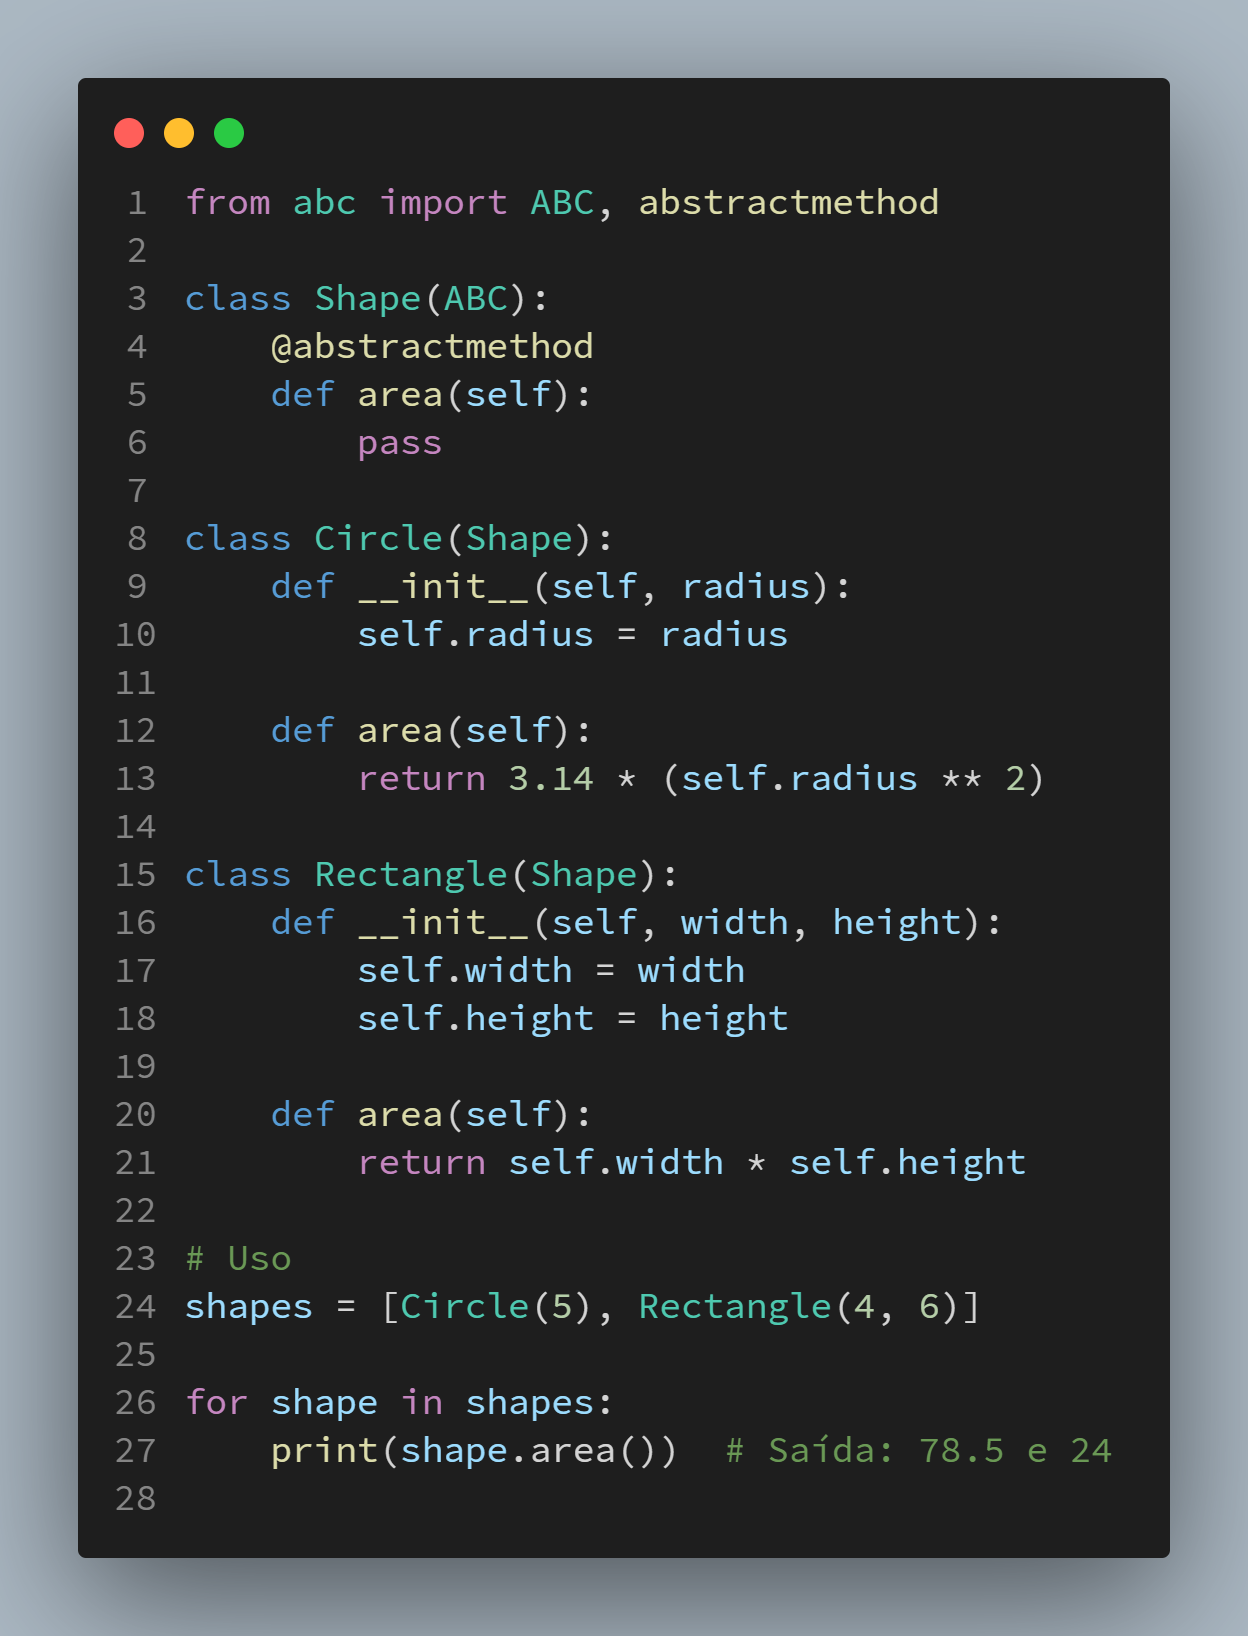 1 from abc import ABC, abstractmethod
2
3 class Shape(ABC):
4     @abstractmethod
5     def area(self):
6         pass
7
8 class Circle(Shape):
9     def __init__(self, radius):
10         self.radius = radius
11
12     def area(self):
13         return 3.14 * (self.radius ** 2)
14
15 class Rectangle(Shape):
16     def __init__(self, width, height):
17         self.width = width
18         self.height = height
19
20     def area(self):
21         return self.width * self.height
22
23 # Uso
24 shapes = [Circle(5), Rectangle(4, 6)]
25
26 for shape in shapes:
27     print(shape.area())  # Saída: 78.5 e 24
28